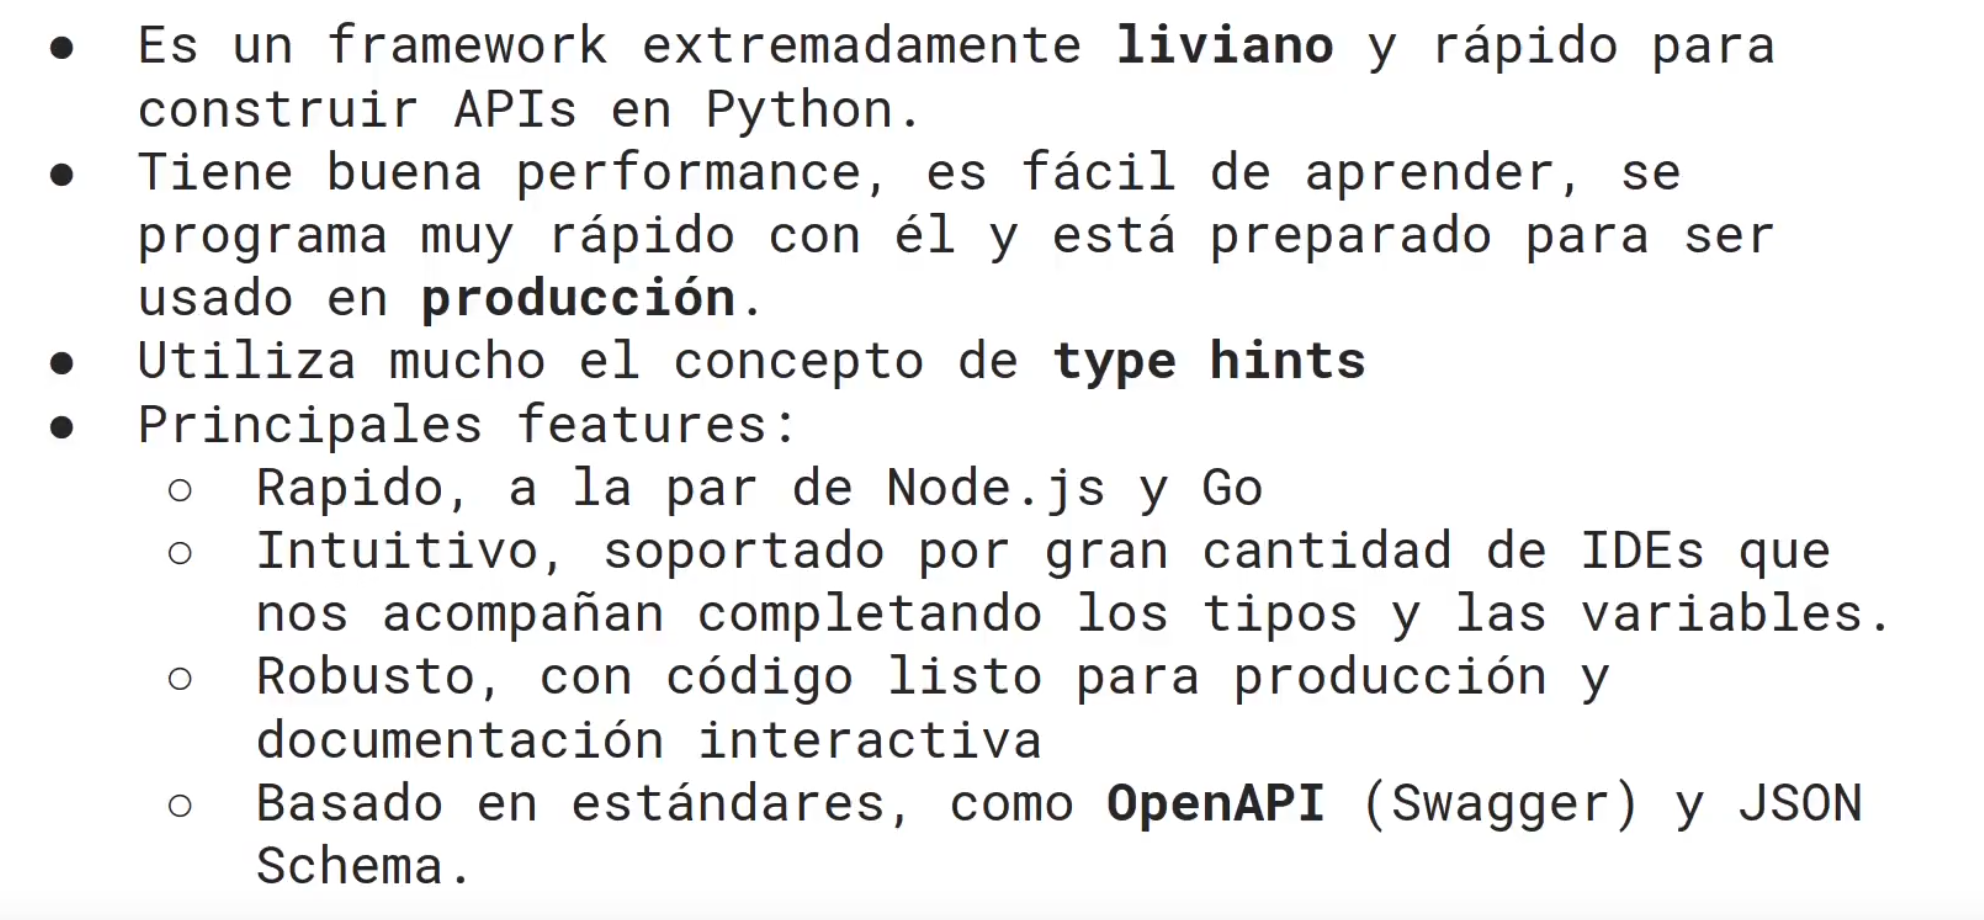 ● Es un framework extremadamente liviano y rápido para
construir APIs en Python.
● Tiene buena performance, es fácil de aprender, se
programa muy rápido con él y está preparado para ser
usado en producción.
● Utiliza mucho el concepto de type hints
● Principales features:
○ Rapido, a la par de Node.js y Go
○ Intuitivo, soportado por gran cantidad de IDEs que
nos acompañan completando los tipos y las variables.
○ Robusto, con código listo para producción y
documentación interactiva
○ Basado en estándares, como OpenAPI (Swagger) y JSON
Schema.